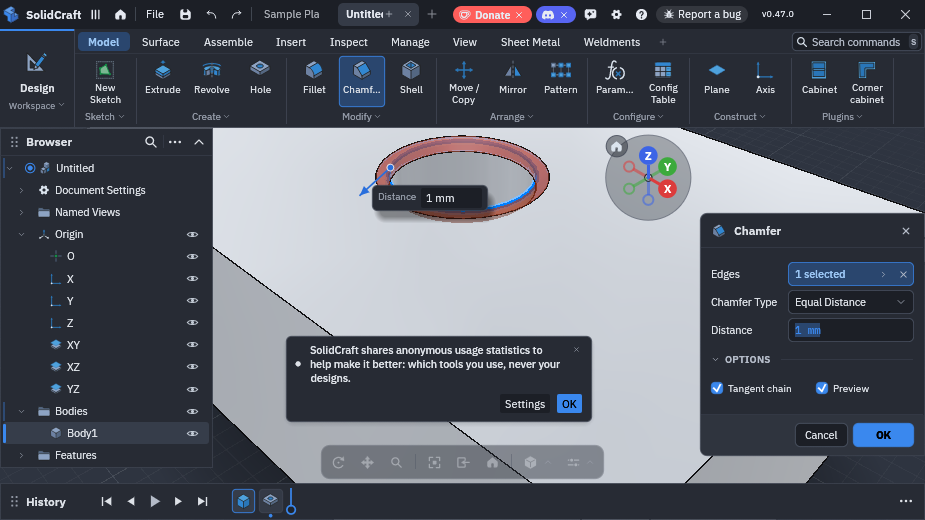 SolidCraft
File
Sample Pla
Untitle
Donate
Report a bug
v0.47.0
Design
Workspace
Model
Surface
Assemble
Insert
Inspect
Manage
View
Sheet Metal
Weldments
Search commands
S
New Sketch
Extrude
Revolve
Hole
Fillet
Chamf...
Shell
Move / Copy
Mirror
Pattern
Param...
Config Table
Plane
Axis
Cabinet
Corner cabinet
Sketch
Create
Modify
Arrange
Configure
Construct
Plugins
Browser
Untitled
Document Settings
Named Views
Origin
O
X
Y
Z
XY
XZ
YZ
Bodies
Body1
Features
Distance
1 mm
Z
Y
X
Chamfer
Edges
1 selected
Chamfer Type
Equal Distance
Distance
1 mm
OPTIONS
Tangent chain
Preview
Cancel
OK
SolidCraft shares anonymous usage statistics to
help make it better: which tools you use, never your
designs.
Settings
OK
History